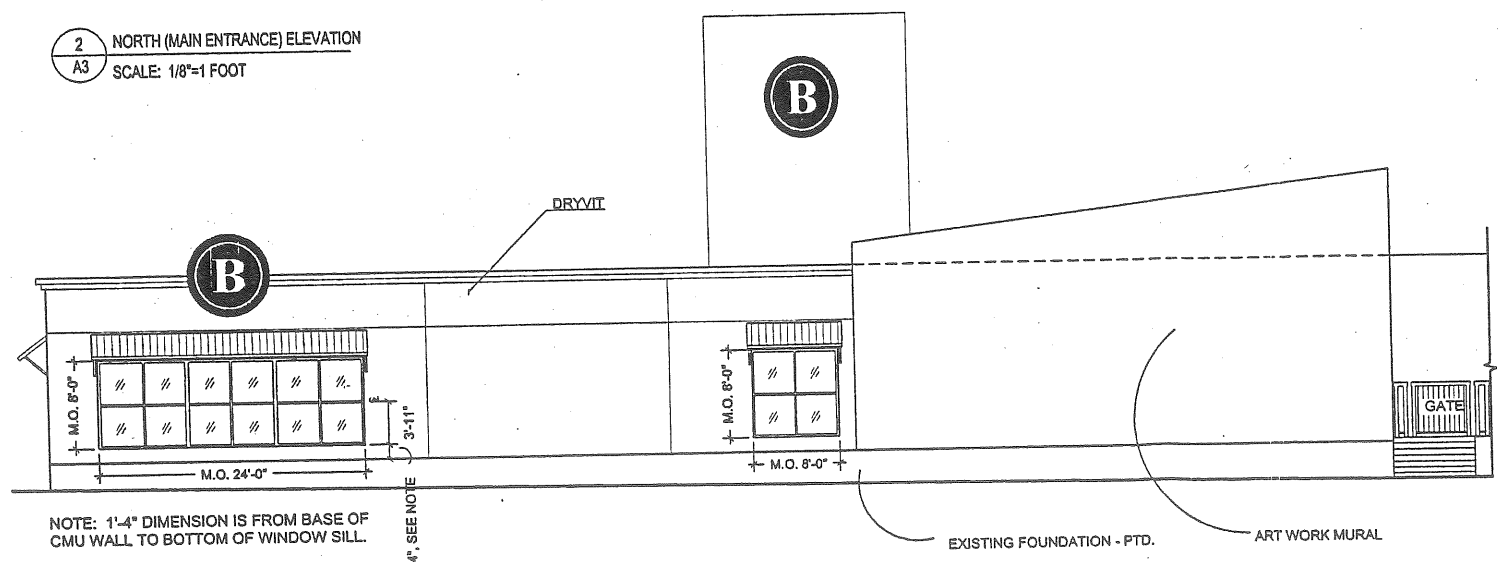 2
A3
NORTH (MAIN ENTRANCE) ELEVATION
SCALE: 1/8"=1 FOOT
B
DRYVIT
B
M.O. 8'-0"
3'-11"
M.O. 24'-0"
M.O. 8'-0"
M.O. 8'-0"
GATE
4", SEE NOTE
NOTE: 1'-4" DIMENSION IS FROM BASE OF
CMU WALL TO BOTTOM OF WINDOW SILL.
EXISTING FOUNDATION - PTD.
ART WORK MURAL